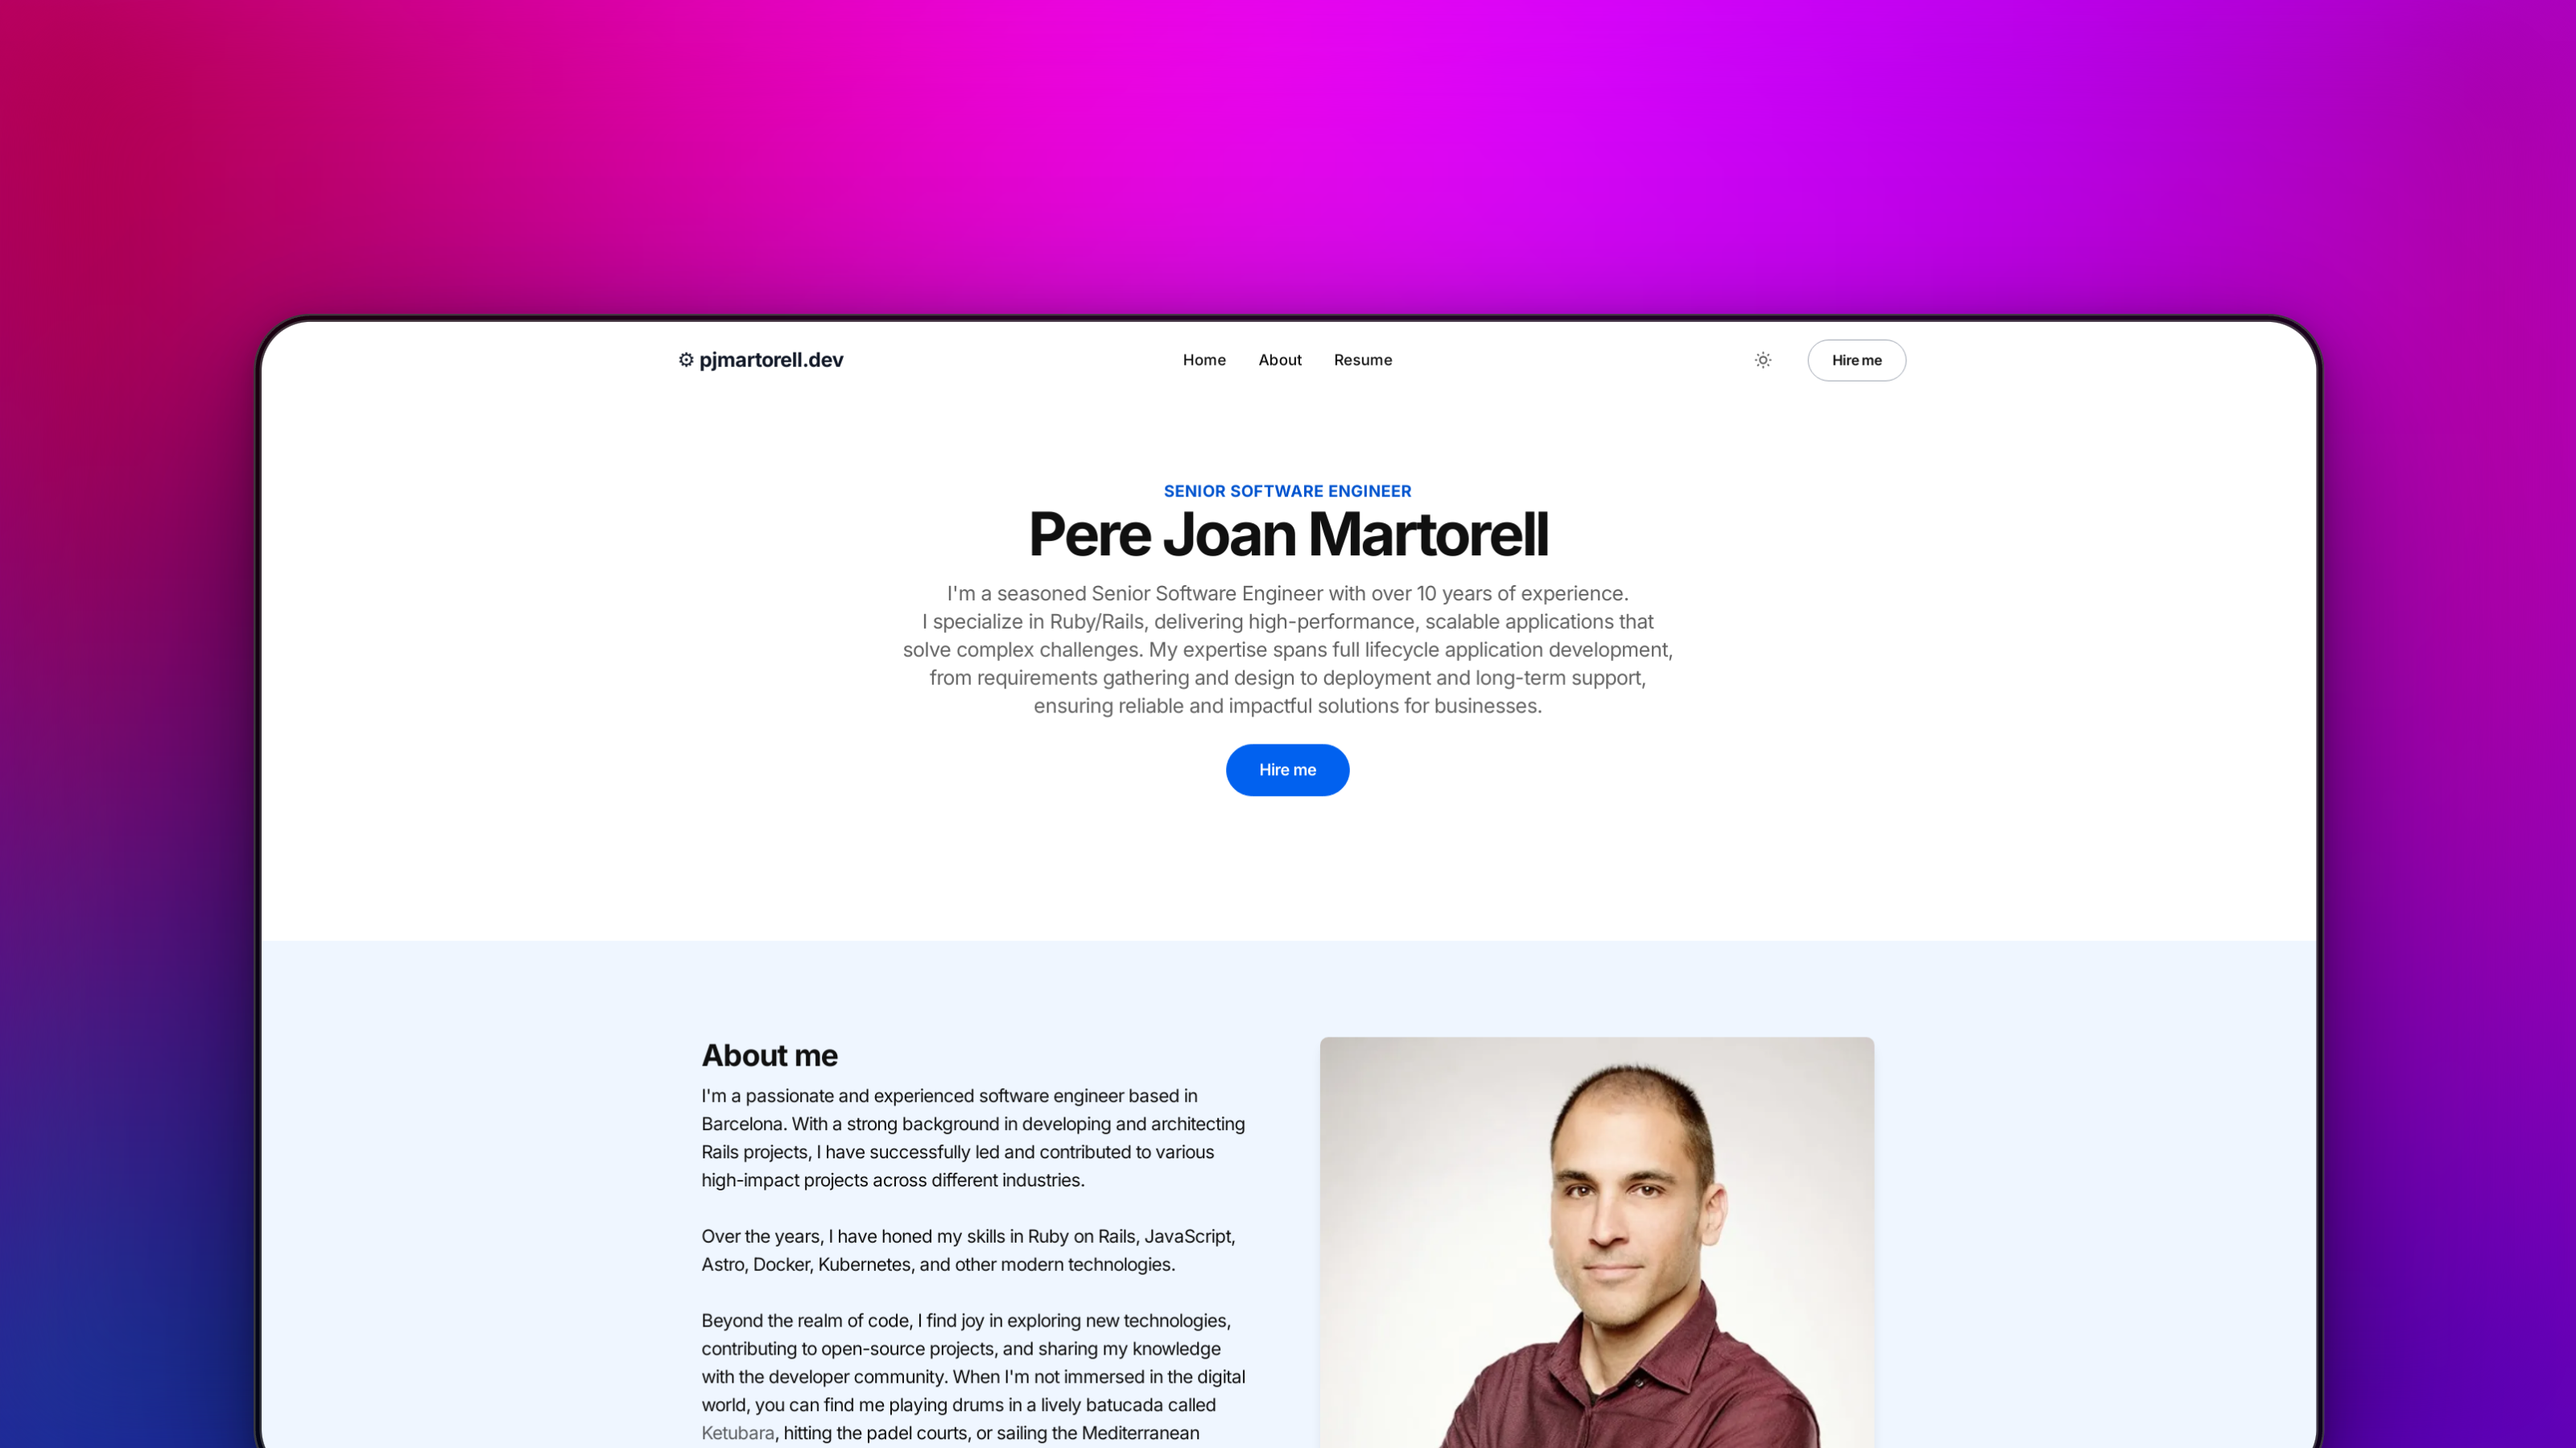 pjmartorell.dev
Home About Resume
Hire me
SENIOR SOFTWARE ENGINEER
Pere Joan Martorell
I'm a seasoned Senior Software Engineer with over 10 years of experience.
I specialize in Ruby/Rails, delivering high-performance, scalable applications that
solve complex challenges. My expertise spans full lifecycle application development,
from requirements gathering and design to deployment and long-term support,
ensuring reliable and impactful solutions for businesses.
Hire me
About me
I'm a passionate and experienced software engineer based in
Barcelona. With a strong background in developing and architecting
Rails projects, I have successfully led and contributed to various
high-impact projects across different industries.
Over the years, I have honed my skills in Ruby on Rails, JavaScript,
Astro, Docker, Kubernetes, and other modern technologies.
Beyond the realm of code, I find joy in exploring new technologies,
contributing to open-source projects, and sharing my knowledge
with the developer community. When I'm not immersed in the digital
world, you can find me playing drums in a lively batucada called
Ketubara, hitting the padel courts, or sailing the Mediterranean